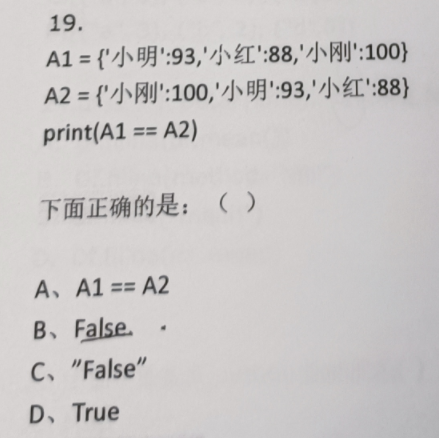 19.
A1 = {'小明':93,'小红':88,'小刚':100}
A2 = {'小刚':100,'小明':93,'小红':88}
print(A1 == A2)
下面正确的是：（ ）
A、A1 == A2
B、False.
C、"False"
D、True